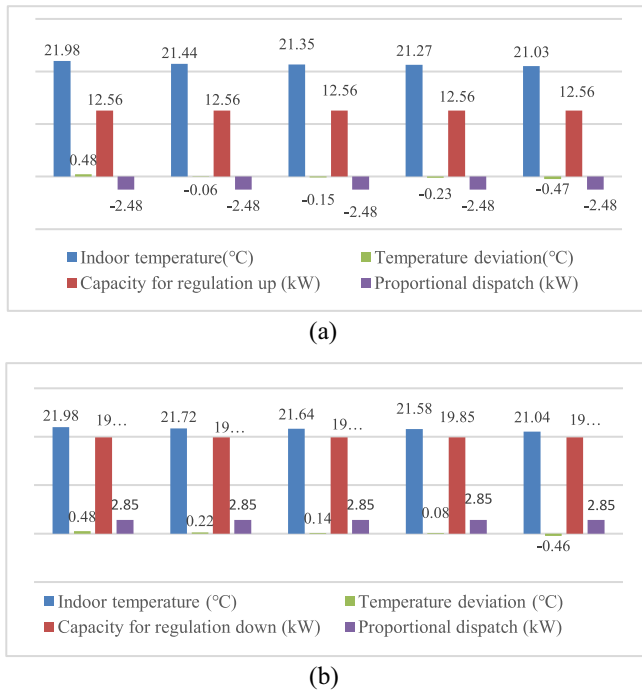 21.98 21.44 21.35 21.27 21.03
12.56 12.56 12.56 12.56 12.56
0.48 -0.06 -0.15 -0.23 -0.47
-2.48 -2.48 -2.48 -2.48 -2.48
Indoor temperature(℃) Temperature deviation(℃)
Capacity for regulation up (kW) Proportional dispatch (kW)
(a)
21.98 21.72 21.64 21.58 21.04
19… 19… 19… 19.85 19…
0.48 0.22 0.14 0.08 -0.46
2.85 2.85 2.85 2.85 2.85
Indoor temperature (℃) Temperature deviation (℃)
Capacity for regulation down (kW) Proportional dispatch (kW)
(b)